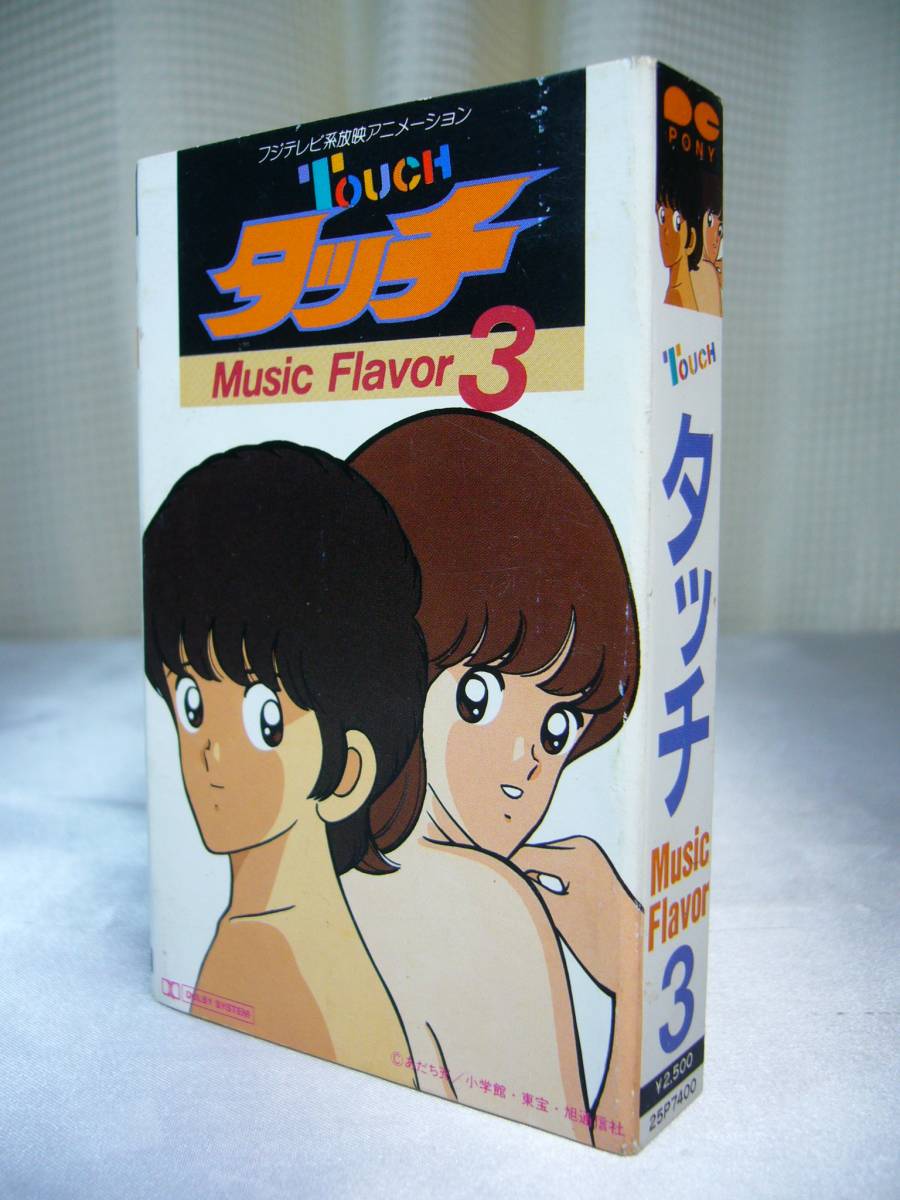 フジテレビ系放映アニメーション
TOUCH
タッチ
Music Flavor 3
DOLBY SYSTEM
©あだち充／小学館・東宝・旭通信社
PONY
TOUCH
タッチ
Music
Flavor
3
¥2,500
25P7400